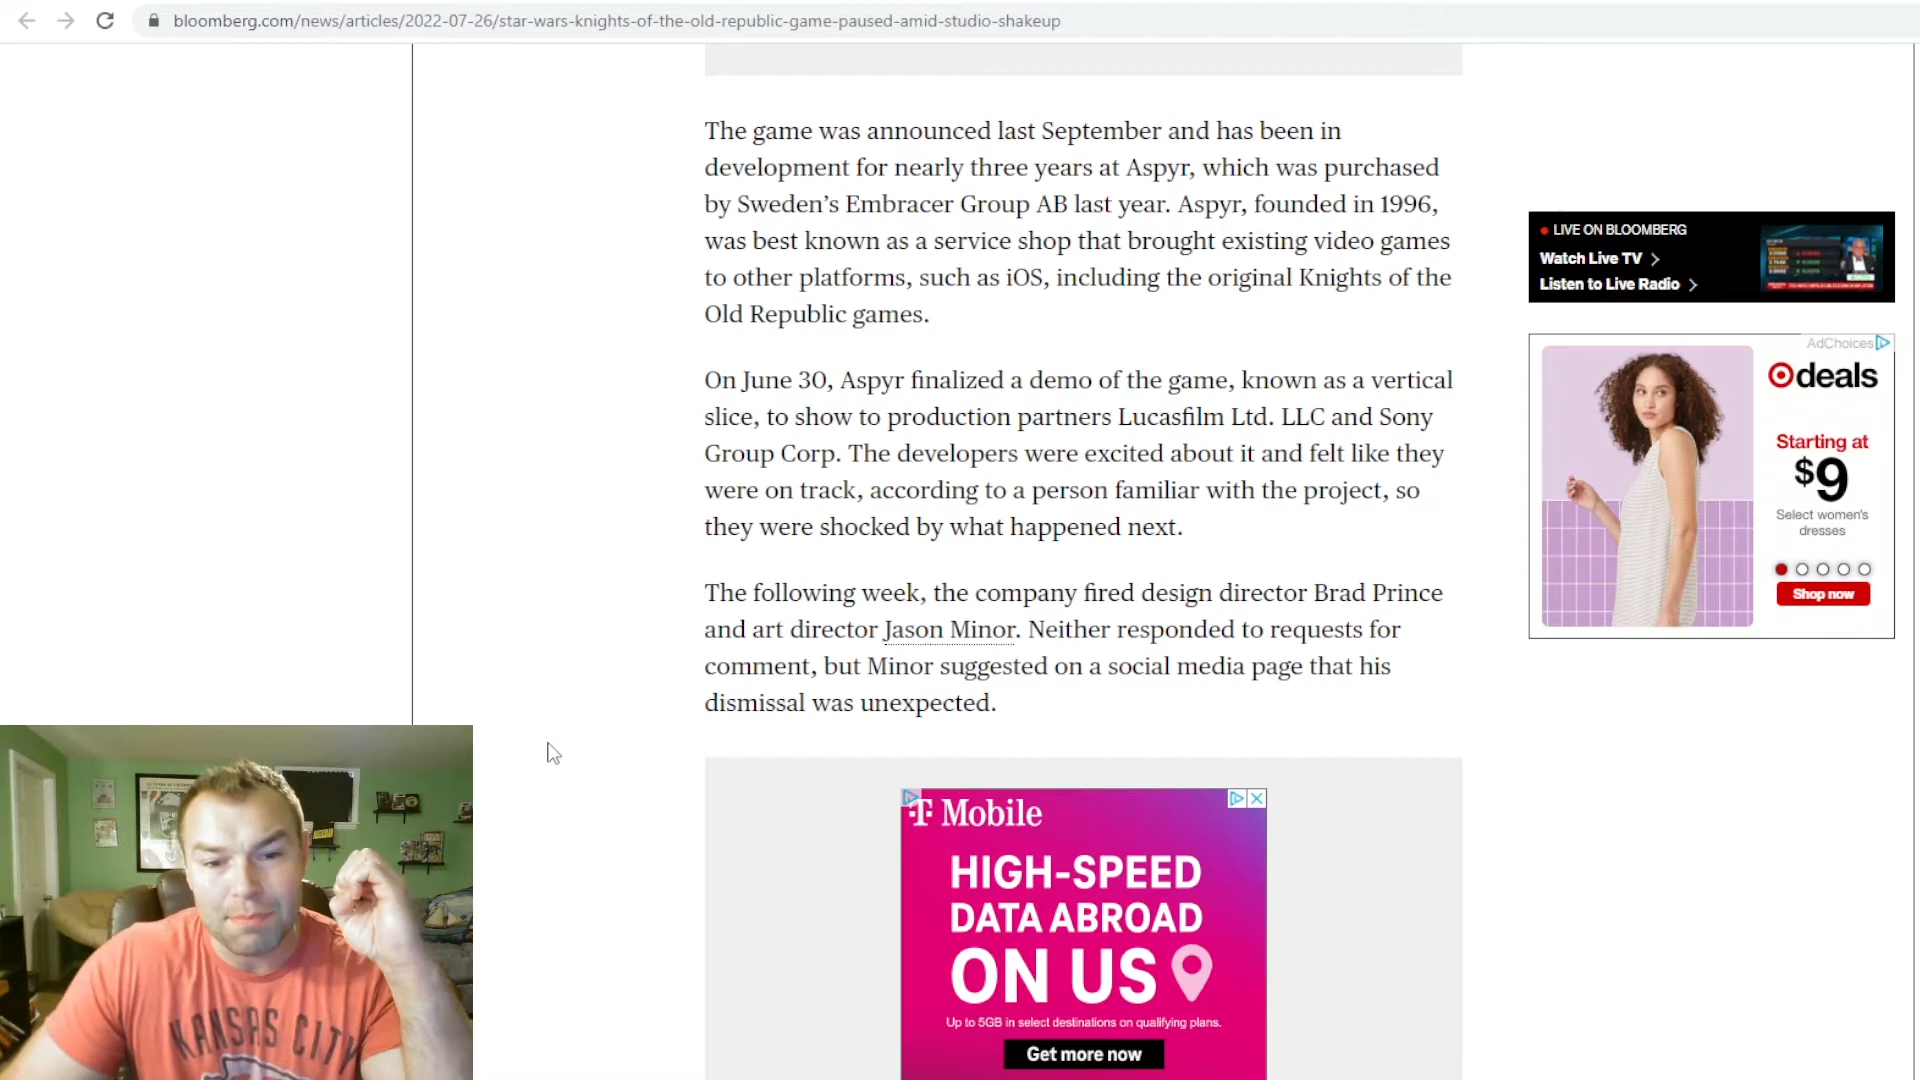 bloomberg.com/news/articles/2022-07-26/star-wars-knights-of-the-old-republic-game-paused-amid-studio-shakeup
The game was announced last September and has been in
development for nearly three years at Aspyr, which was purchased
by Sweden’s Embracer Group AB last year. Aspyr, founded in 1996,
was best known as a service shop that brought existing video games
to other platforms, such as iOS, including the original Knights of the
Old Republic games.
On June 30, Aspyr finalized a demo of the game, known as a vertical
slice, to show to production partners Lucasfilm Ltd. LLC and Sony
Group Corp. The developers were excited about it and felt like they
were on track, according to a person familiar with the project, so
they were shocked by what happened next.
The following week, the company fired design director Brad Prince
and art director Jason Minor. Neither responded to requests for
comment, but Minor suggested on a social media page that his
dismissal was unexpected.
LIVE ON BLOOMBERG
Watch Live TV
Listen to Live Radio
AdChoices
deals
Starting at
$9
Select women's
dresses
Shop now
T Mobile
HIGH-SPEED
DATA ABROAD
ON US
Up to 5GB in select destinations on qualifying plans.
Get more now
KANSAS CITY